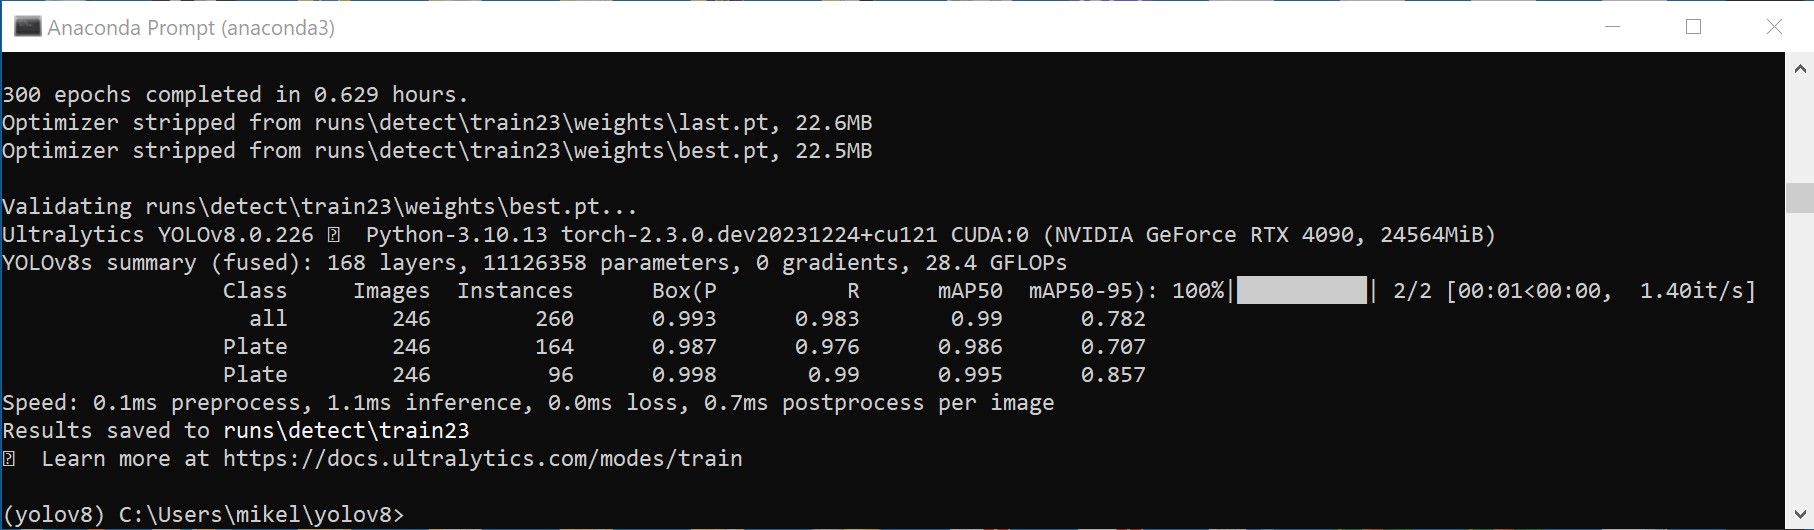 Anaconda Prompt (anaconda3)
300 epochs completed in 0.629 hours.
Optimizer stripped from runs\detect\train23\weights\last.pt, 22.6MB
Optimizer stripped from runs\detect\train23\weights\best.pt, 22.5MB
Validating runs\detect\train23\weights\best.pt...
Ultralytics YOLOv8.0.226 ⍰  Python-3.10.13 torch-2.3.0.dev20231224+cu121 CUDA:0 (NVIDIA GeForce RTX 4090, 24564MiB)
YOLOv8s summary (fused): 168 layers, 11126358 parameters, 0 gradients, 28.4 GFLOPs
Class Images Instances Box(P R mAP50 mAP50-95): 100%|██████████| 2/2 [00:01<00:00, 1.40it/s]
all 246 260 0.993 0.983 0.99 0.782
Plate 246 164 0.987 0.976 0.986 0.707
Plate 246 96 0.998 0.99 0.995 0.857
Speed: 0.1ms preprocess, 1.1ms inference, 0.0ms loss, 0.7ms postprocess per image
Results saved to runs\detect\train23
⍰  Learn more at https://docs.ultralytics.com/modes/train
(yolov8) C:\Users\mikel\yolov8>